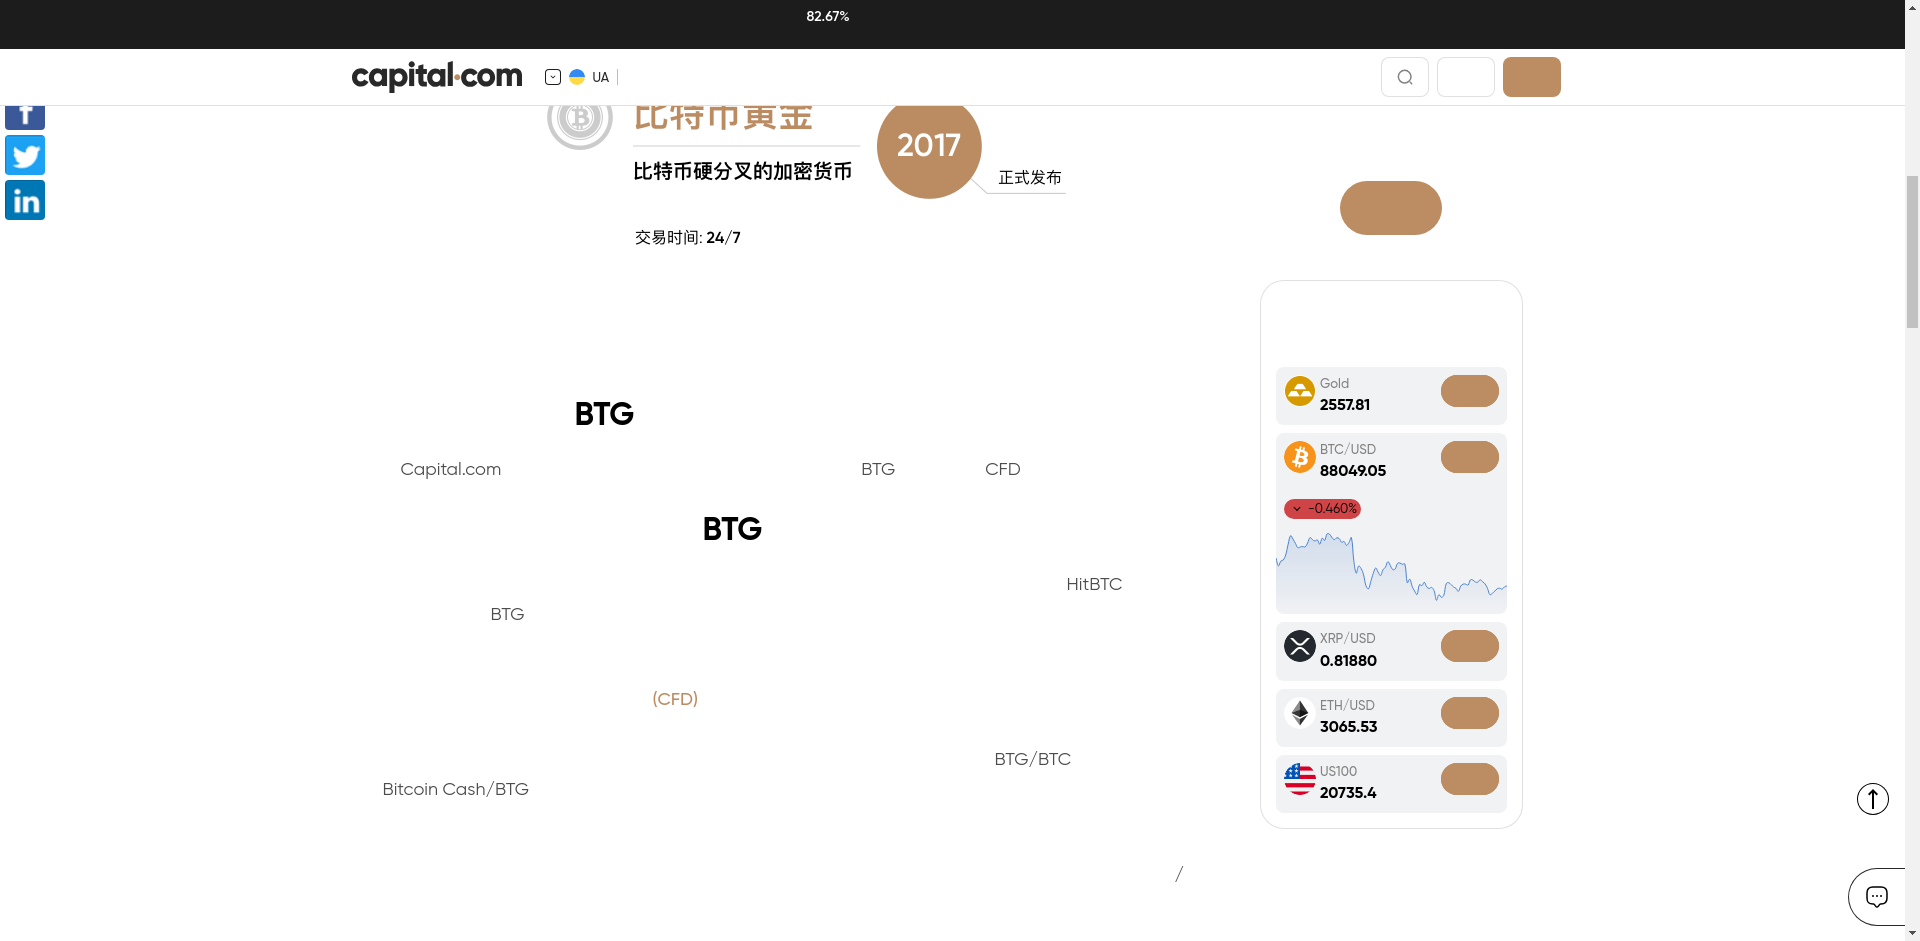 82.67%
capital.com
UA
比特币黄金
比特币硬分叉的加密货币
2017
正式发布
交易时间: 24/7
BTG
Capital.com BTG CFD
BTG
HitBTC
BTG
(CFD)
BTG/BTC
Bitcoin Cash/BTG
/
Gold
2557.81
BTC/USD
88049.05
-0.460%
XRP/USD
0.81880
ETH/USD
3065.53
US100
20735.4